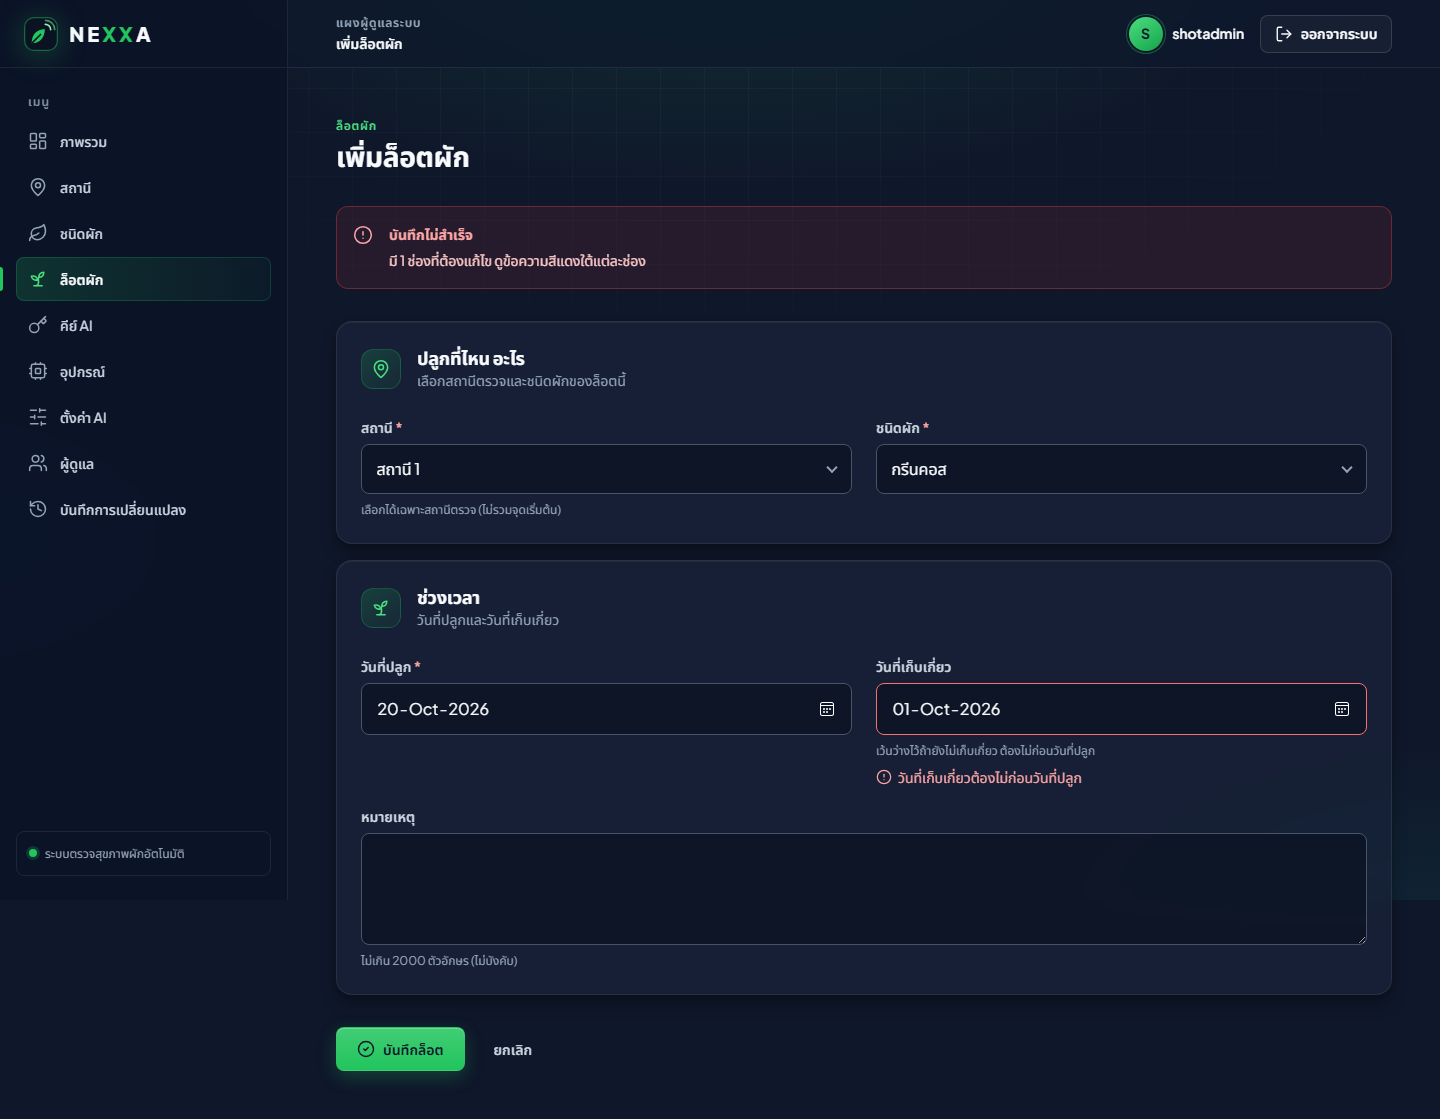 NEXXA
แผงผู้ดูแลระบบ
เพิ่มล็อตผัก
S
shotadmin
ออกจากระบบ
เมนู
ภาพรวม
สถานี
ชนิดผัก
ล็อตผัก
คีย์ AI
อุปกรณ์
ตั้งค่า AI
ผู้ดูแล
บันทึกการเปลี่ยนแปลง
ระบบตรวจสุขภาพผักอัตโนมัติ
ล็อตผัก
เพิ่มล็อตผัก
บันทึกไม่สำเร็จ
มี 1 ช่องที่ต้องแก้ไข ดูข้อความสีแดงใต้แต่ละช่อง
ปลูกที่ไหน อะไร
เลือกสถานีตรวจและชนิดผักของล็อตนี้
สถานี *
สถานี 1
เลือกได้เฉพาะสถานีตรวจ (ไม่รวมจุดเริ่มต้น)
ชนิดผัก *
กรีนคอส
ช่วงเวลา
วันที่ปลูกและวันที่เก็บเกี่ยว
วันที่ปลูก *
20-Oct-2026
วันที่เก็บเกี่ยว
01-Oct-2026
เว้นว่างไว้ถ้ายังไม่เก็บเกี่ยว ต้องไม่ก่อนวันที่ปลูก
วันที่เก็บเกี่ยวต้องไม่ก่อนวันที่ปลูก
หมายเหตุ
ไม่เกิน 2000 ตัวอักษร (ไม่บังคับ)
บันทึกล็อต
ยกเลิก